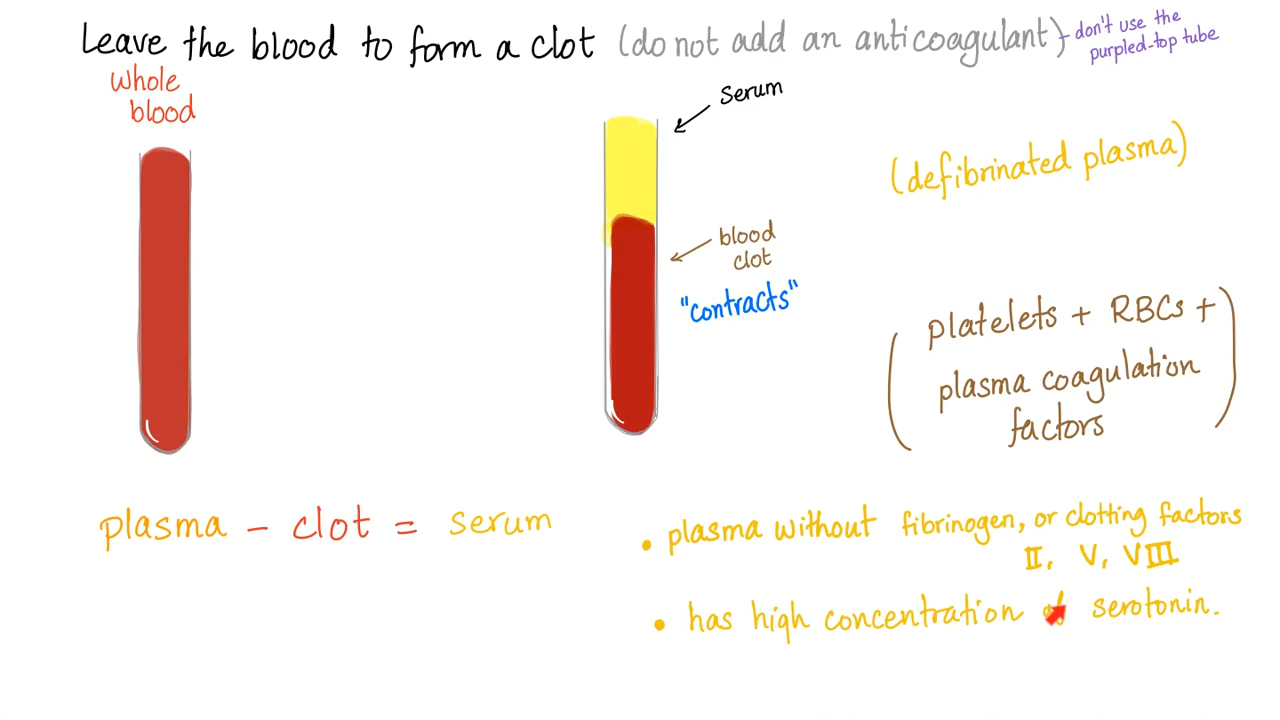 Leave the blood to form a clot (do not add an anticoagulant) - don't use the
purpled-top tube
whole
blood
serum
(defibrinated plasma)
blood
clot
"contracts"
(platelets + RBCs +
plasma coagulation
factors)
plasma - clot = serum
• plasma without fibrinogen, or clotting factors
II, V, VIII
• has high concentration of serotonin.